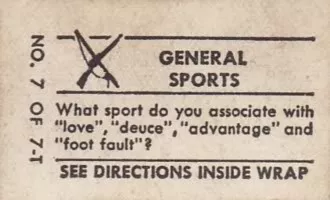 NO. 7 OF 7-T
GENERAL
SPORTS
What sport do you associate with
"love", "deuce", "advantage" and
"foot fault"?
SEE DIRECTIONS INSIDE WRAP